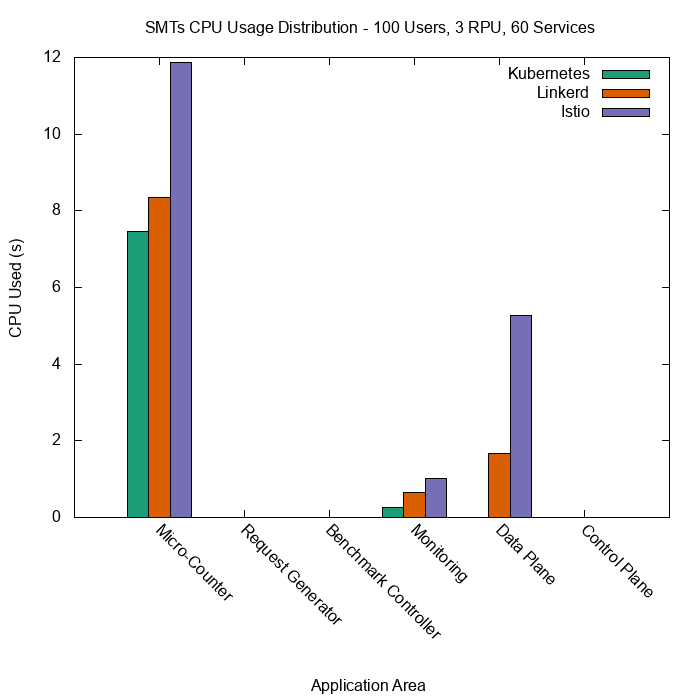 SMTs CPU Usage Distribution - 100 Users, 3 RPU, 60 Services
12
10
8
6
4
2
0
CPU Used (s)
Kubernetes
Linkerd
Istio
Micro-Counter
Request Generator
Benchmark Controller
Monitoring
Data Plane
Control Plane
Application Area